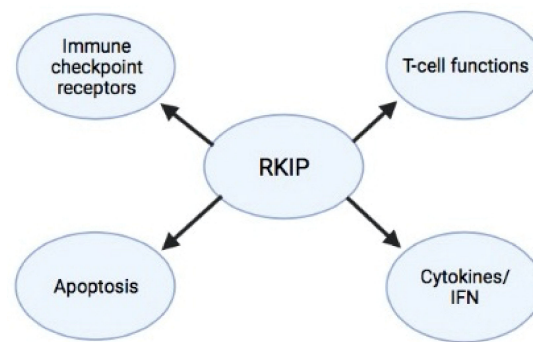 Immune
checkpoint
receptors
T-cell functions
RKIP
Apoptosis
Cytokines/
IFN